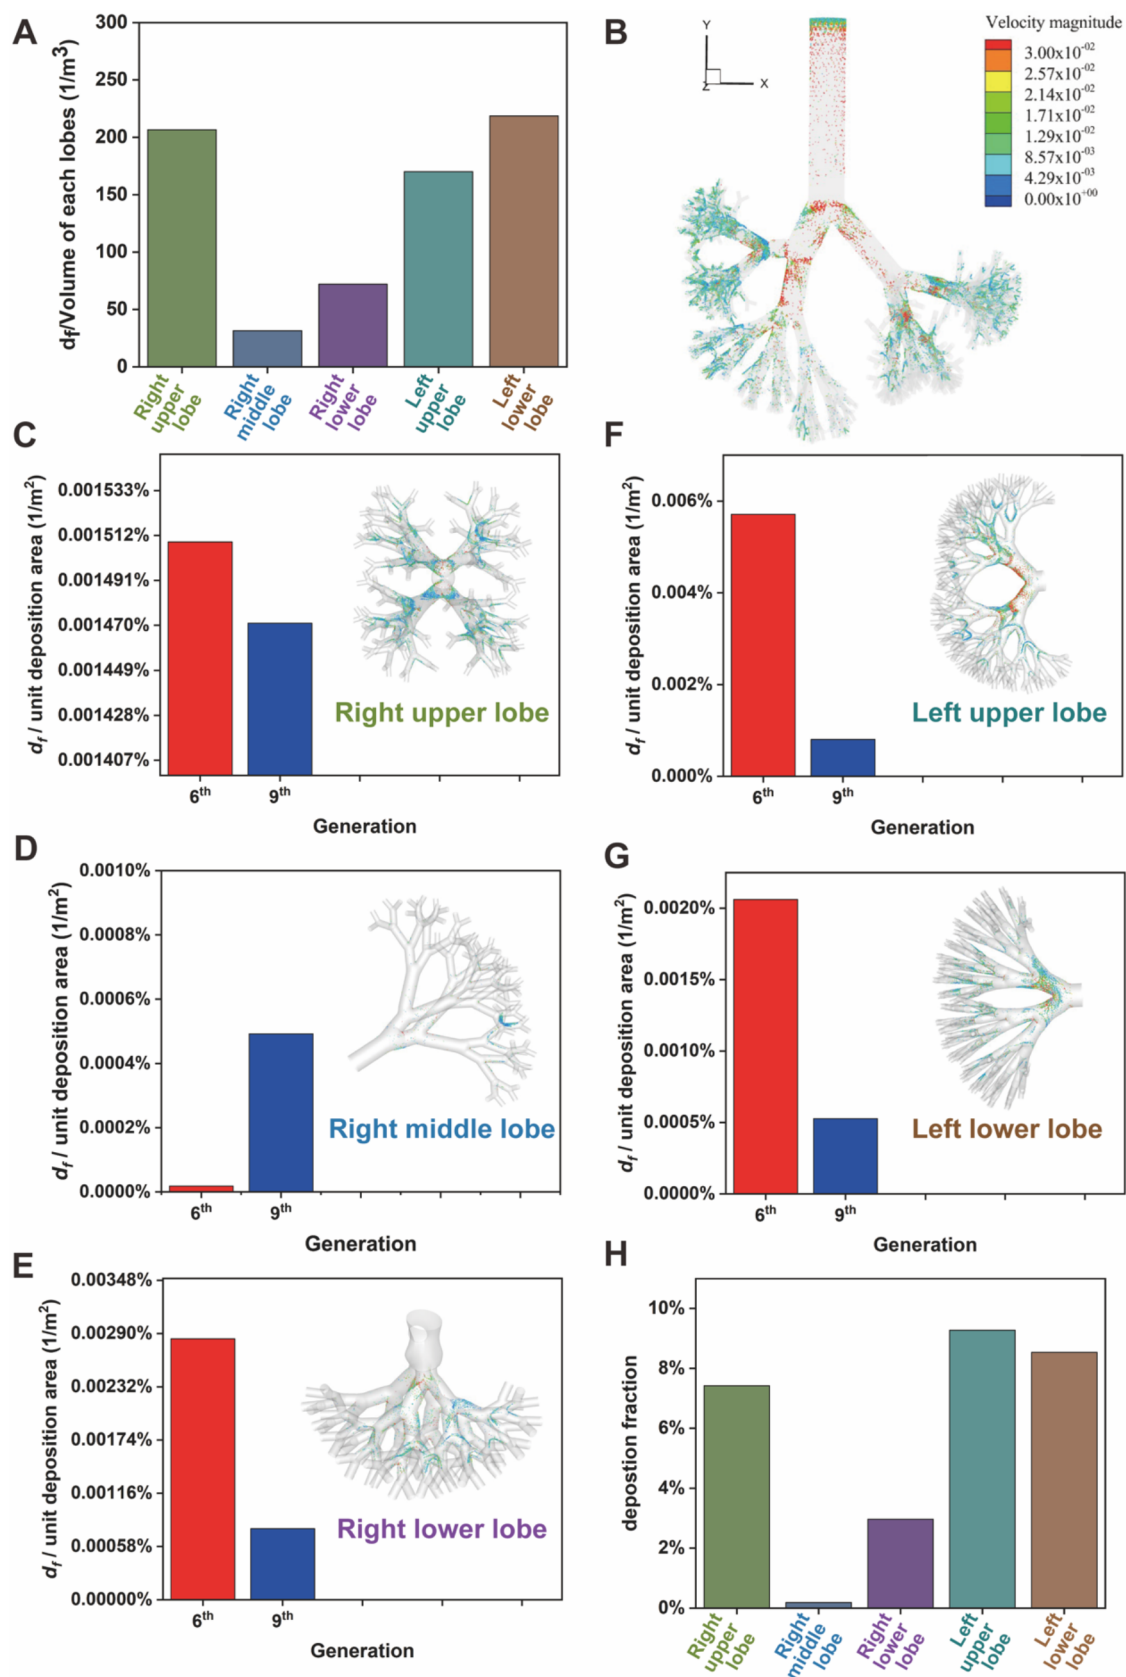 A
300
250
200
150
100
50
0
df/Volume of each lobes (1/m³)
Right
upper
lobe
Right
middle
lobe
Right
lower
lobe
Left
upper
lobe
Left
lower
lobe
B
Y
Z
X
Velocity magnitude
3.00x10⁻⁰²
2.57x10⁻⁰²
2.14x10⁻⁰²
1.71x10⁻⁰²
1.29x10⁻⁰²
8.57x10⁻⁰³
4.29x10⁻⁰³
0.00x10⁺⁰⁰
C
0.001533%
0.001512%
0.001491%
0.001470%
0.001449%
0.001428%
0.001407%
df / unit deposition area (1/m²)
Right upper lobe
6th
9th
Generation
F
0.006%
0.004%
0.002%
0.000%
df / unit deposition area (1/m²)
Left upper lobe
6th
9th
Generation
D
0.0010%
0.0008%
0.0006%
0.0004%
0.0002%
0.0000%
df / unit deposition area (1/m²)
Right middle lobe
6th
9th
Generation
G
0.0020%
0.0015%
0.0010%
0.0005%
0.0000%
df / unit deposition area (1/m²)
Left lower lobe
6th
9th
Generation
E
0.00348%
0.00290%
0.00232%
0.00174%
0.00116%
0.00058%
0.00000%
df / unit deposition area (1/m²)
Right lower lobe
6th
9th
H
10%
8%
6%
4%
2%
0%
depostion fraction
Right
upper
lobe
Right
middle
lobe
Right
lower
lobe
Left
upper
lobe
Left
lower
lobe